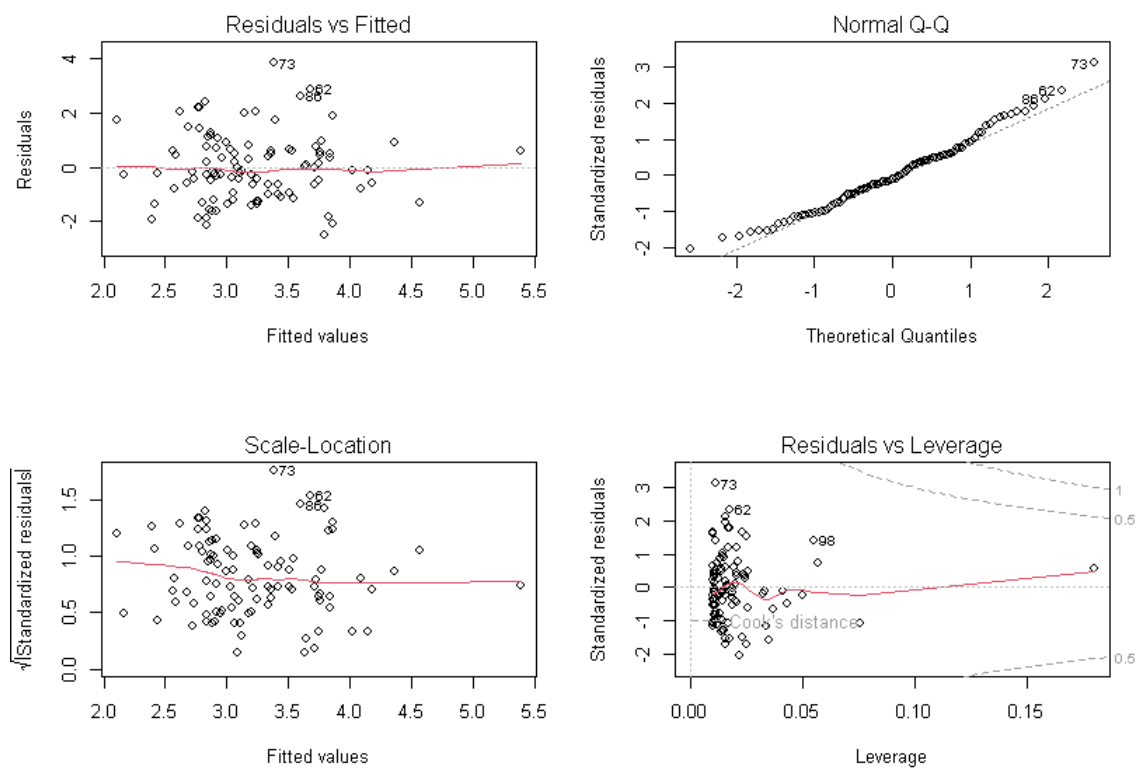 Residuals vs Fitted
Residuals
4
2
0
-2
73
62
86
2.0 2.5 3.0 3.5 4.0 4.5 5.0 5.5
Fitted values
Normal Q-Q
Standardized residuals
3
2
1
0
-1
-2
73
62
86
-2 -1 0 1 2
Theoretical Quantiles
Scale-Location
√|Standardized residuals|
1.5
1.0
0.5
0.0
73
62
86
2.0 2.5 3.0 3.5 4.0 4.5 5.0 5.5
Fitted values
Residuals vs Leverage
Standardized residuals
3
2
1
0
-1
-2
73
62
98
Cook's distance
1
0.5
0.5
0.00 0.05 0.10 0.15
Leverage